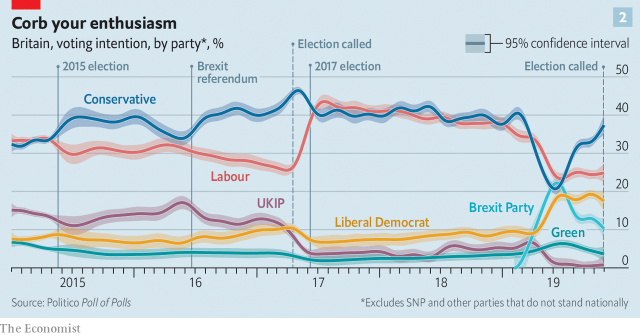 Corb your enthusiasm
2
Britain, voting intention, by party*, %
Election called
95% confidence interval
2015 election
Brexit
referendum
2017 election
Election called
50
Conservative
40
30
Labour
UKIP
Brexit Party
20
Liberal Democrat
Green
10
0
2015
16
17
18
19
Source: Politico Poll of Polls
*Excludes SNP and other parties that do not stand nationally
The Economist